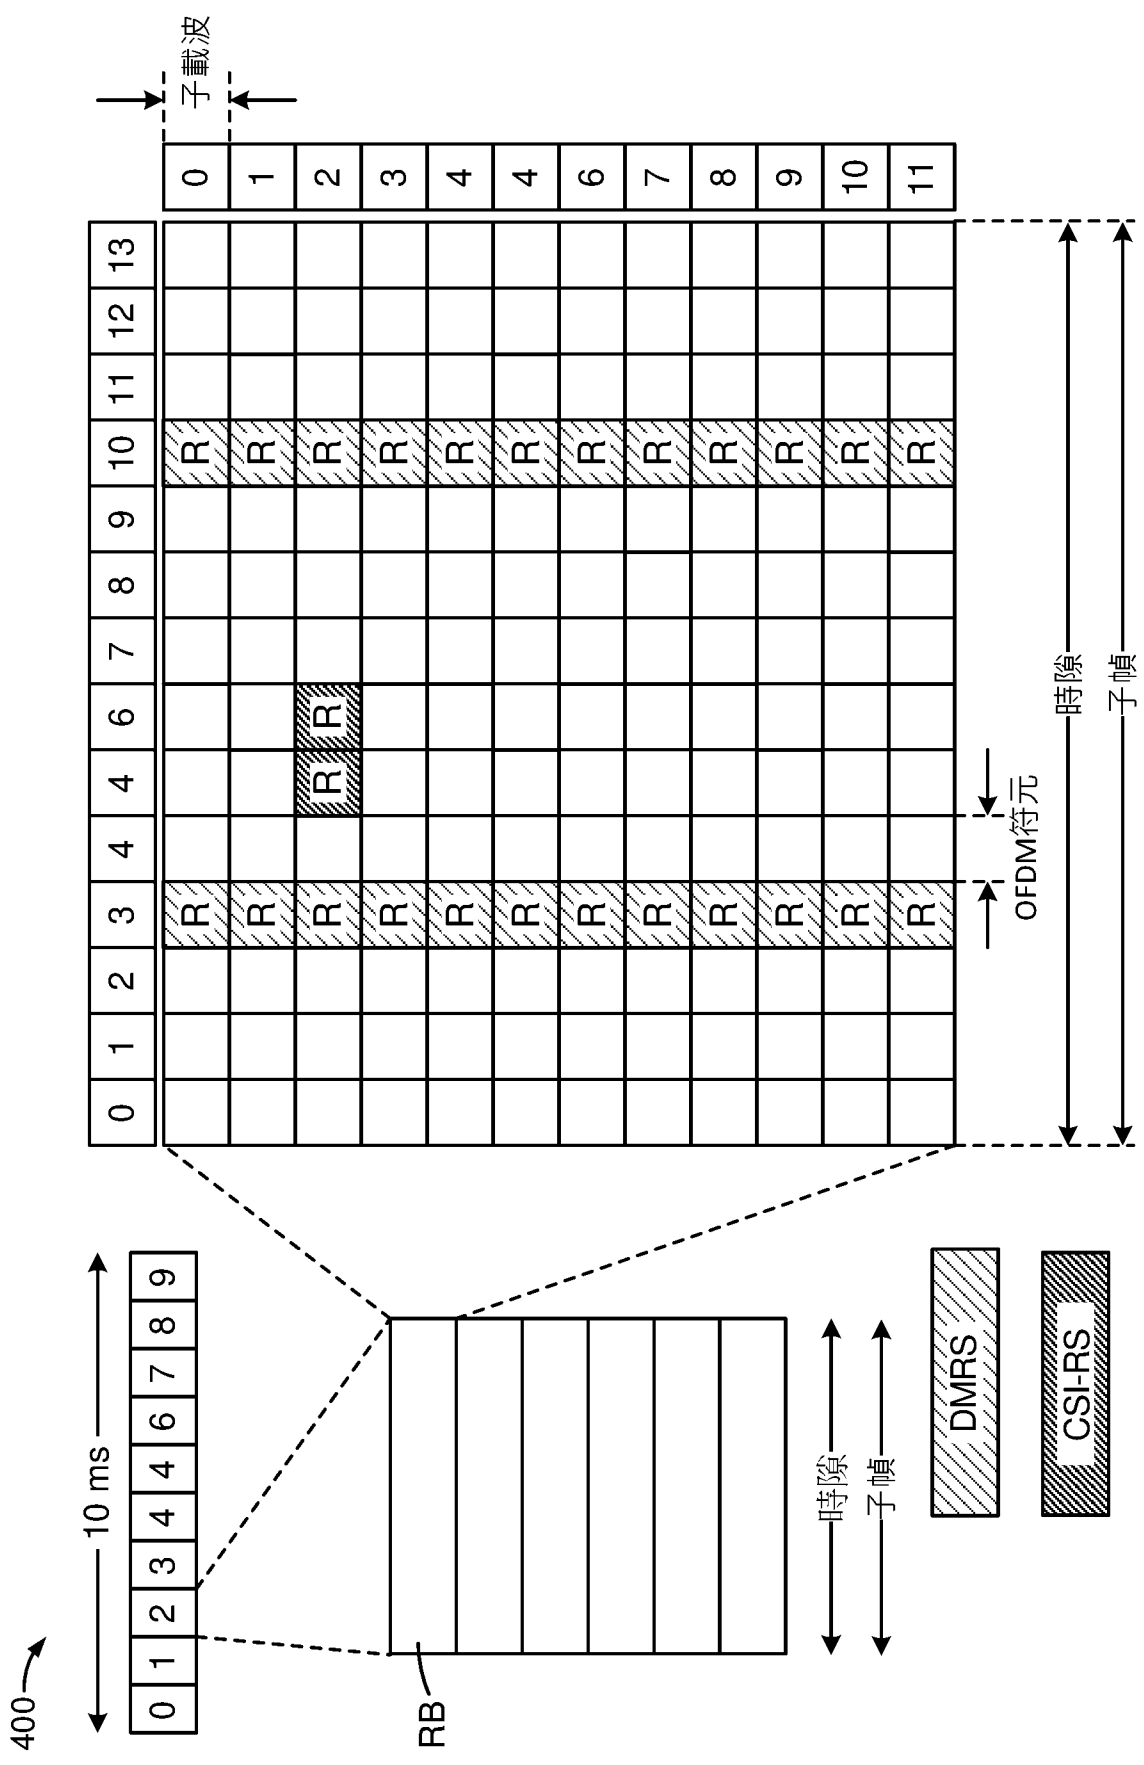 400
10 ms
0 1 2 3 4 4 6 7 8 9
RB
時隙
子幀
DMRS
CSI-RS
0 1 2 3 4 4 6 7 8 9 10 11 12 13
子載波
R R 0
R R 1
R R R R 2
R R 3
R R 4
R R 4
R R 6
R R 7
R R 8
R R 9
R R 10
R R 11
OFDM符元
時隙
子幀